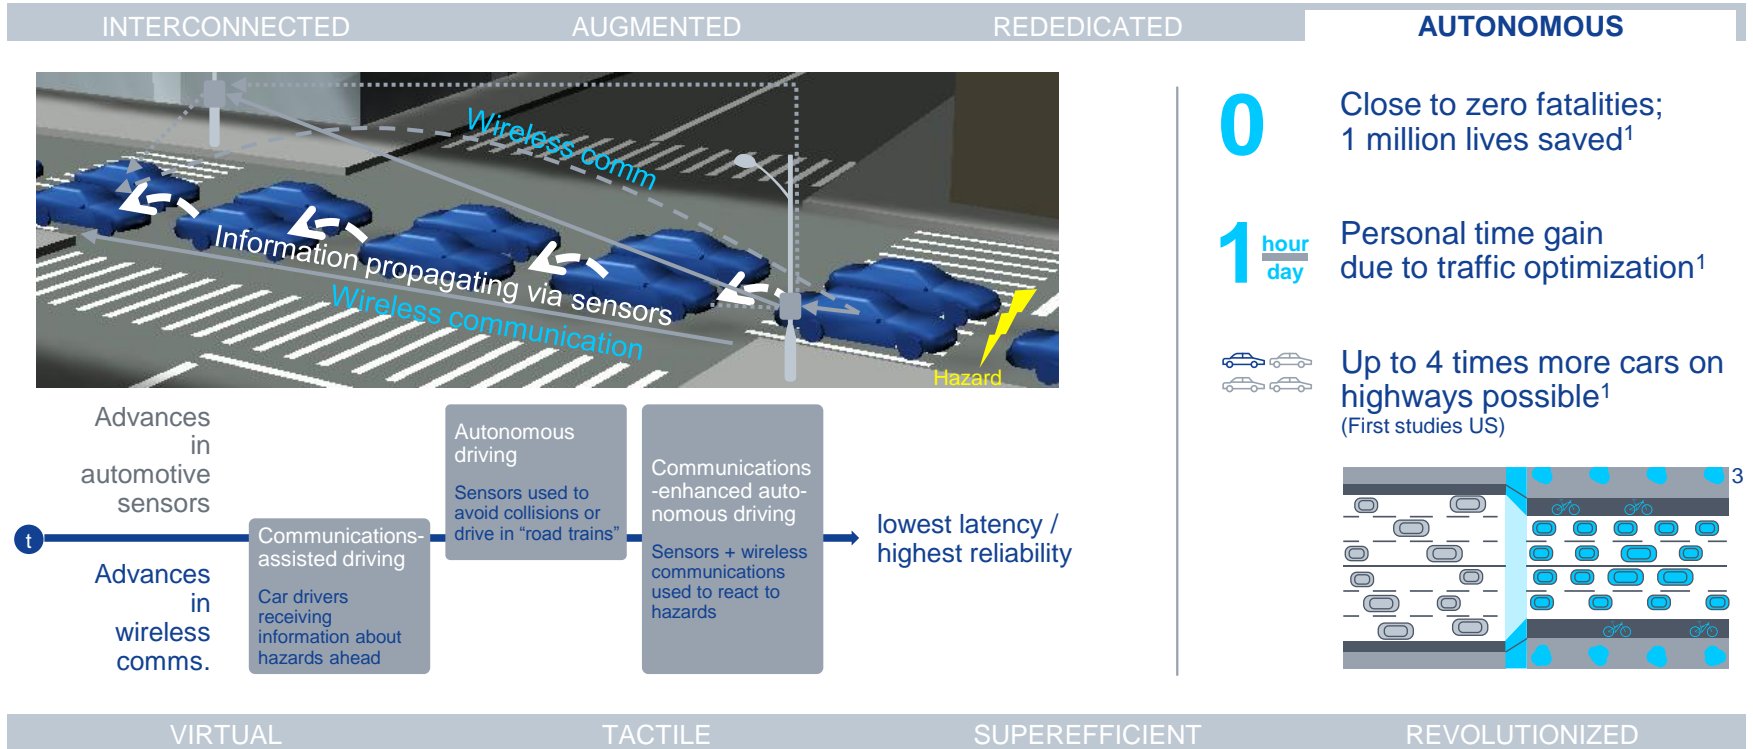 INTERCONNECTED
AUGMENTED
REDEDICATED
AUTONOMOUS
Wireless comm
Information propagating via sensors
Wireless communication
Hazard
Advances
in
automotive
sensors
t
Advances
in
wireless
comms.
Communications-
assisted driving
Car drivers
receiving
information about
hazards ahead
Autonomous
driving
Sensors used to
avoid collisions or
drive in “road trains”
Communications
-enhanced auto-
nomous driving
Sensors + wireless
communications
used to react to
hazards
lowest latency /
highest reliability
0
Close to zero fatalities;
1 million lives saved1
1 hour
day
Personal time gain
due to traffic optimization1
Up to 4 times more cars on
highways possible1
(First studies US)
3
VIRTUAL
TACTILE
SUPEREFFICIENT
REVOLUTIONIZED